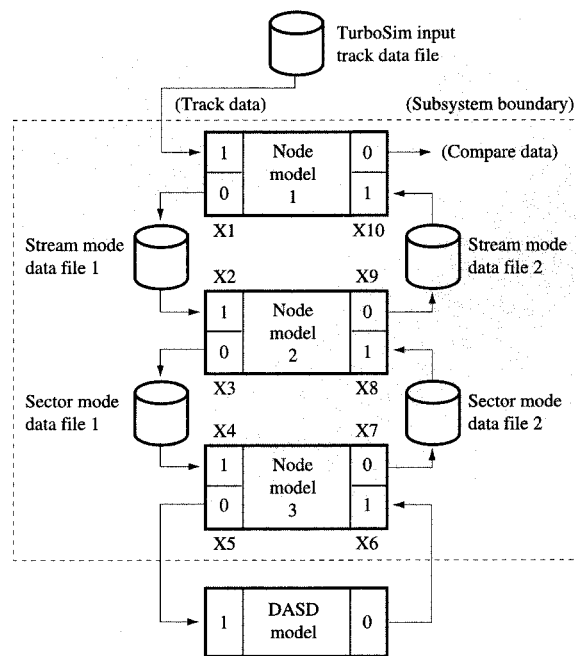 TurboSim input
track data file
(Track data)
(Subsystem boundary)
1 Node 0
model
0 1 1
(Compare data)
X1 X10
Stream mode
data file 1
Stream mode
data file 2
X2 X9
1 Node 0
model
0 2 1
X3 X8
Sector mode
data file 1
Sector mode
data file 2
X4 X7
1 Node 0
model
0 3 1
X5 X6
1 DASD 0
model